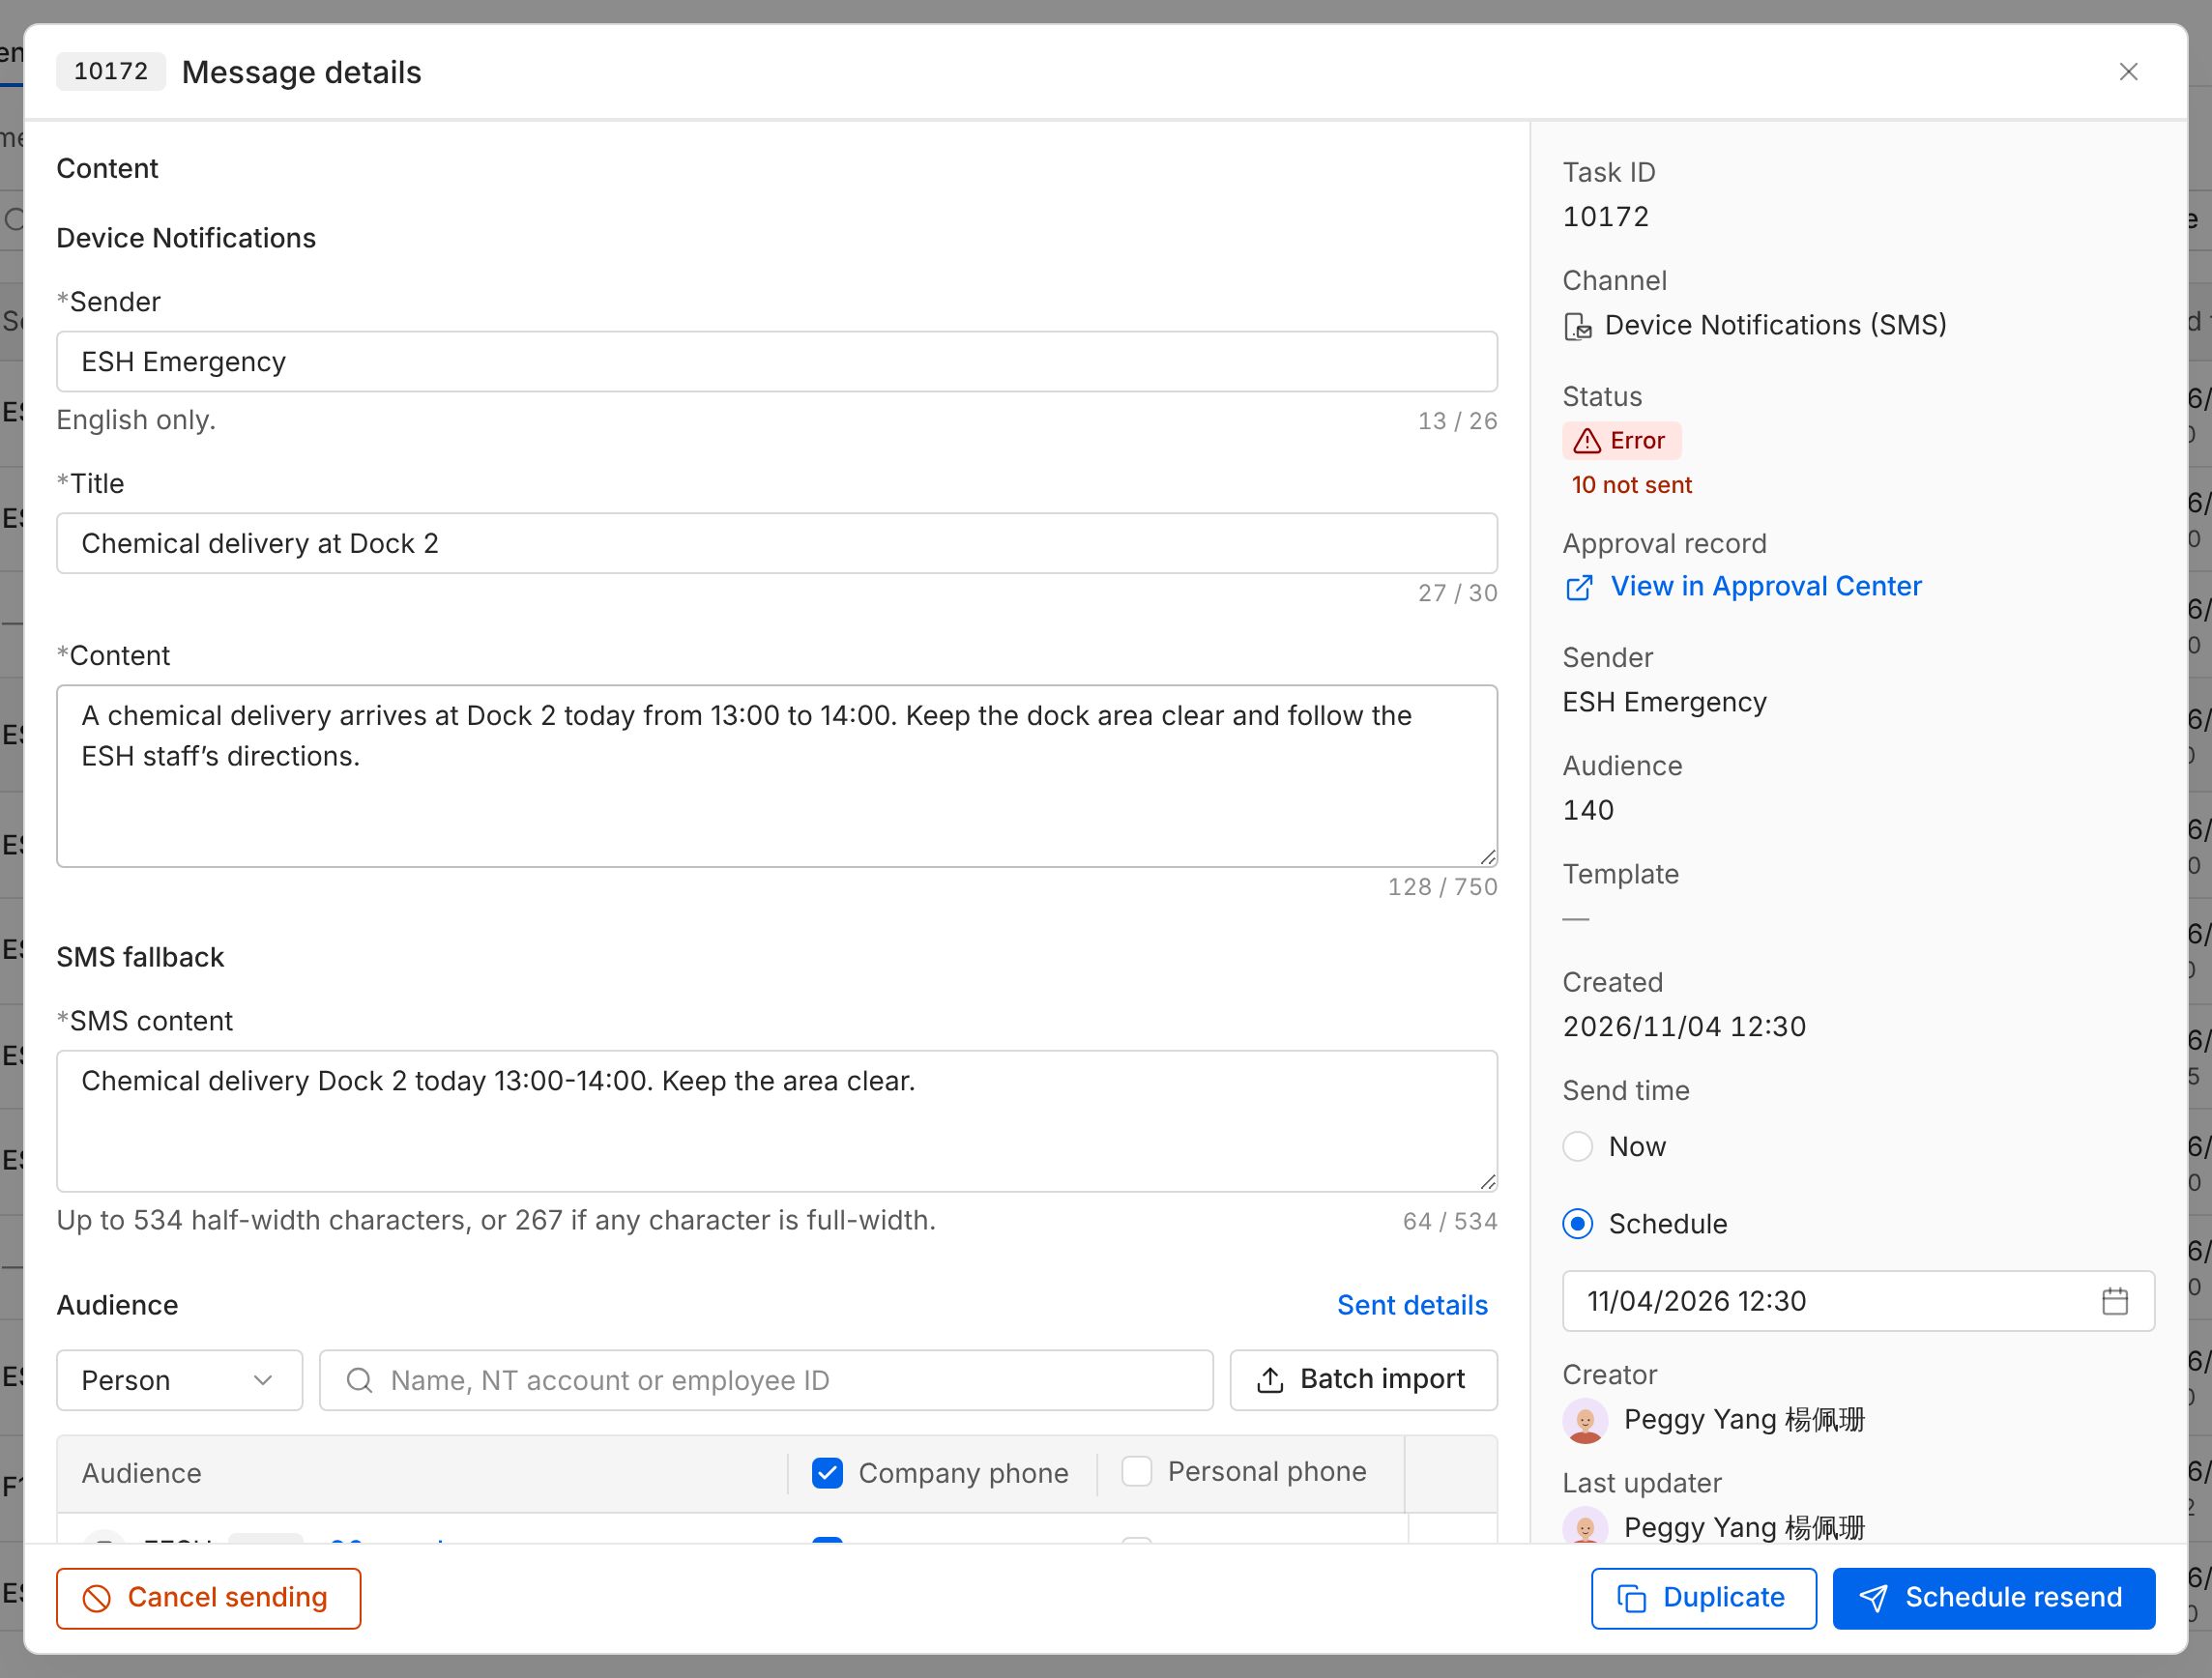 10172 Message details
Content
Device Notifications
*Sender
ESH Emergency
English only.
13 / 26
*Title
Chemical delivery at Dock 2
27 / 30
*Content
A chemical delivery arrives at Dock 2 today from 13:00 to 14:00. Keep the dock area clear and follow the
ESH staff’s directions.
128 / 750
SMS fallback
*SMS content
Chemical delivery Dock 2 today 13:00-14:00. Keep the area clear.
Up to 534 half-width characters, or 267 if any character is full-width.
64 / 534
Audience
Sent details
Person
Name, NT account or employee ID
Batch import
Audience
Company phone
Personal phone
Task ID
10172
Channel
Device Notifications (SMS)
Status
Error
10 not sent
Approval record
View in Approval Center
Sender
ESH Emergency
Audience
140
Template
—
Created
2026/11/04 12:30
Send time
Now
Schedule
11/04/2026 12:30
Creator
Peggy Yang 楊佩珊
Last updater
Peggy Yang 楊佩珊
Cancel sending
Duplicate
Schedule resend